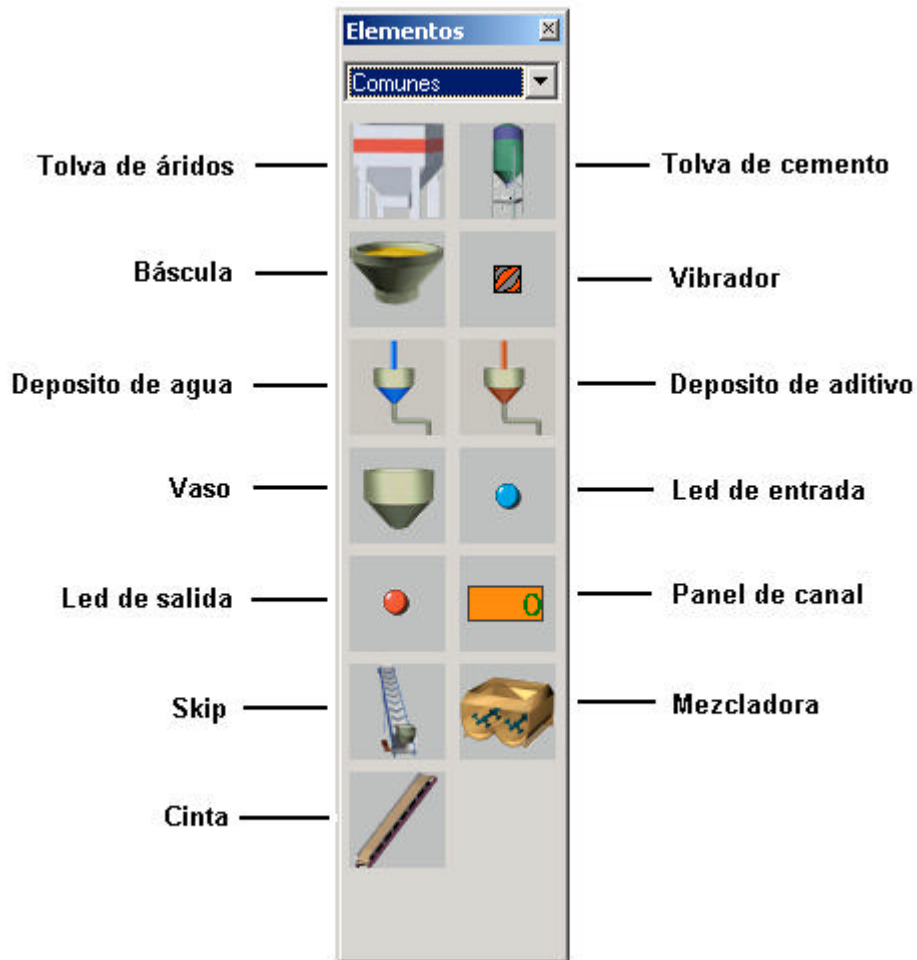 Elementos
Comunes
Tolva de áridos
Tolva de cemento
Báscula
Vibrador
Deposito de agua
Deposito de aditivo
Vaso
Led de entrada
Led de salida
0
Panel de canal
Skip
Mezcladora
Cinta